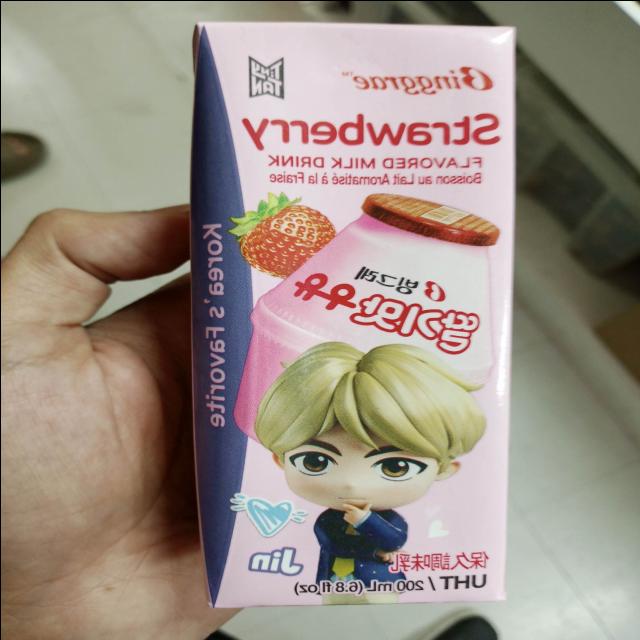 Binggrae™
TinyTAN
Strawberry
FLAVORED MILK DRINK
Boisson au Lait Aromatisé à la Fraise
Korea's Favorite
빙그레
딸기맛우유
Jin
保久調味乳
UHT / 200 mL (6.8 fl oz)